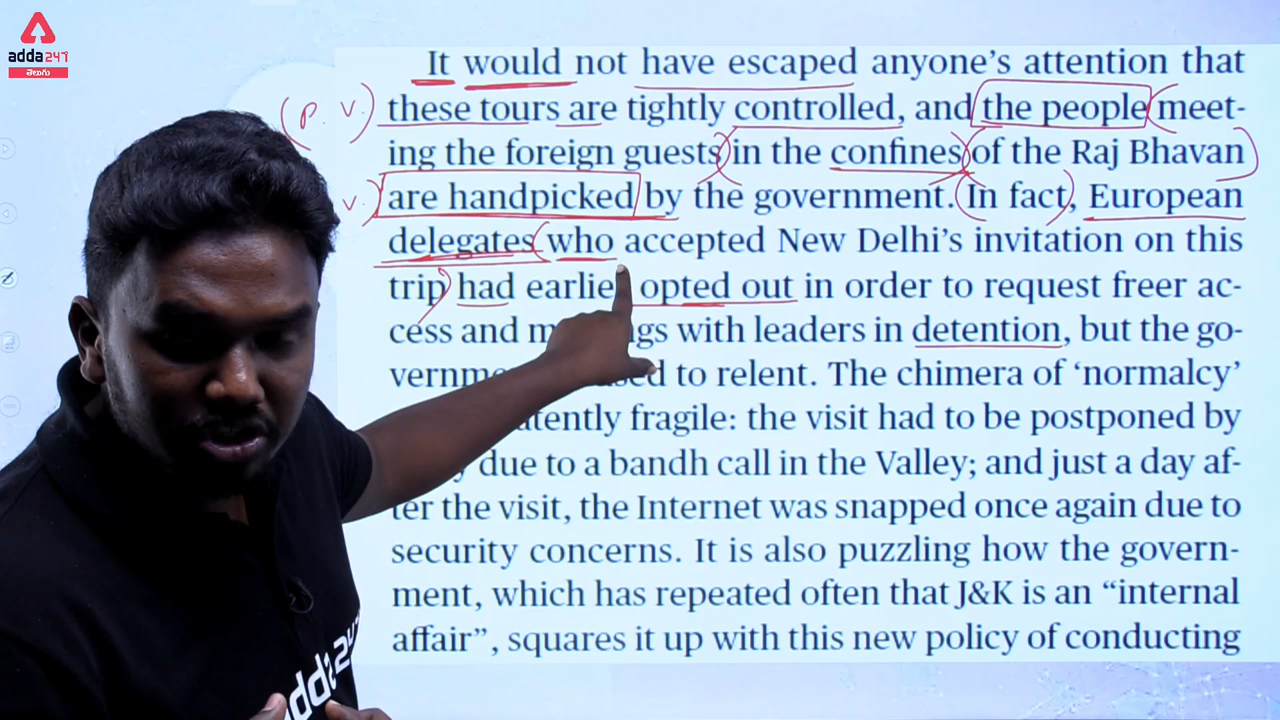 adda247
తెలుగు
It would not have escaped anyone's attention that
(P. V.) these tours are tightly controlled, and the people meet-
ing the foreign guests in the confines of the Raj Bhavan
V.) are handpicked by the government. In fact, European
delegates who accepted New Delhi's invitation on this
trip had earlie opted out in order to request freer ac-
cess and m ngs with leaders in detention, but the go-
vernme sed to relent. The chimera of 'normalcy'
tently fragile: the visit had to be postponed by
y due to a bandh call in the Valley; and just a day af-
ter the visit, the Internet was snapped once again due to
security concerns. It is also puzzling how the govern-
ment, which has repeated often that J&K is an "internal
affair", squares it up with this new policy of conducting
adda247